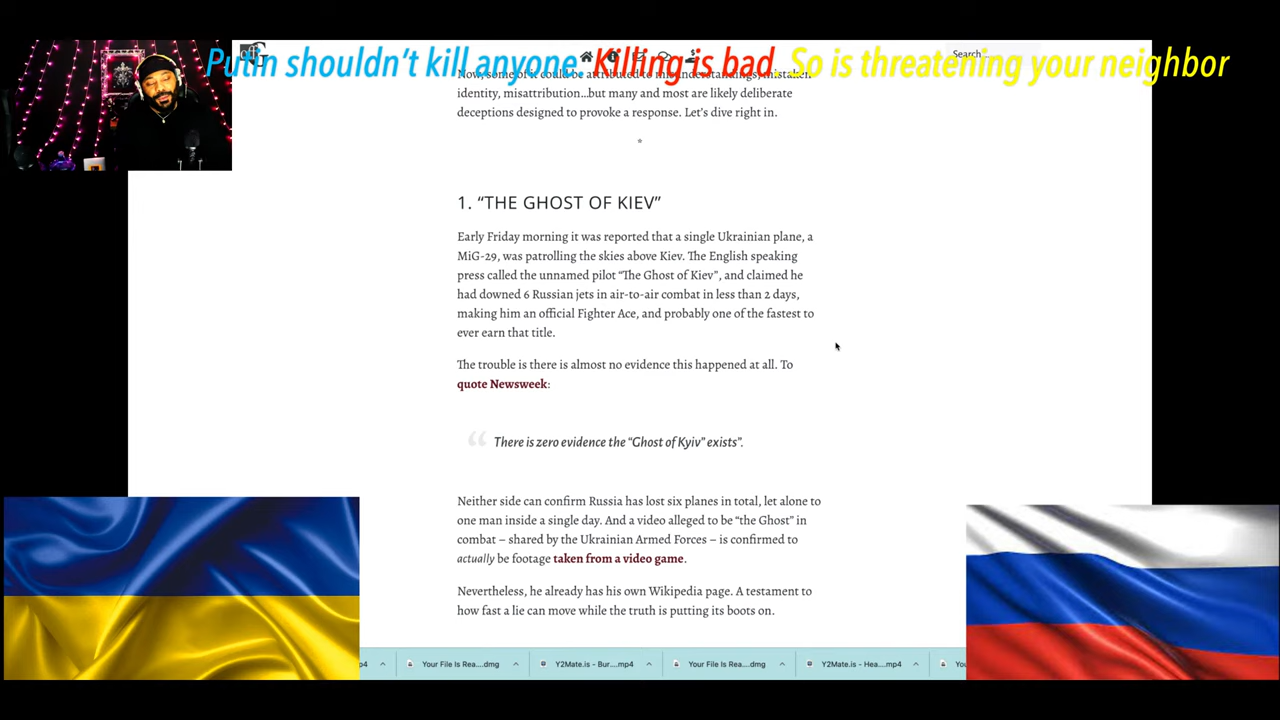 Putin shouldn't kill anyone. Killing is bad. So is threatening your neighbor
off
G
Search...
Now, some of it could be attributed to misunderstandings, mistaken
identity, misattribution…but many and most are likely deliberate
deceptions designed to provoke a response. Let's dive right in.
*
1. “THE GHOST OF KIEV”
Early Friday morning it was reported that a single Ukrainian plane, a
MiG-29, was patrolling the skies above Kiev. The English speaking
press called the unnamed pilot “The Ghost of Kiev”, and claimed he
had downed 6 Russian jets in air-to-air combat in less than 2 days,
making him an official Fighter Ace, and probably one of the fastest to
ever earn that title.
The trouble is there is almost no evidence this happened at all. To
quote Newsweek:
“ There is zero evidence the “Ghost of Kyiv” exists”.
Neither side can confirm Russia has lost six planes in total, let alone to
one man inside a single day. And a video alleged to be “the Ghost” in
combat – shared by the Ukrainian Armed Forces – is confirmed to
actually be footage taken from a video game.
Nevertheless, he already has his own Wikipedia page. A testament to
how fast a lie can move while the truth is putting its boots on.
p4 Your File Is Rea....dmg Y2Mate.is - Bur....mp4 Your File Is Rea....dmg Y2Mate.is - Hea....mp4 You